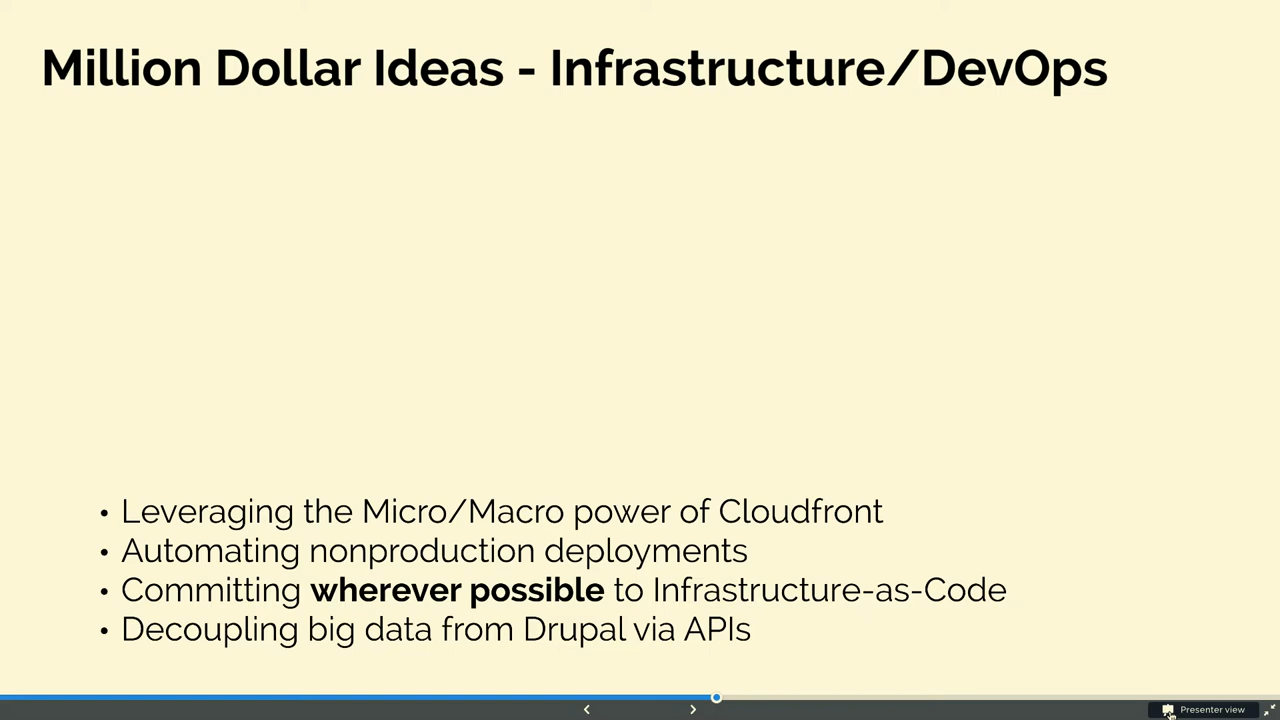 Million Dollar Ideas - Infrastructure/DevOps
• Leveraging the Micro/Macro power of Cloudfront
• Automating nonproduction deployments
• Committing wherever possible to Infrastructure-as-Code
• Decoupling big data from Drupal via APIs
Presenter view